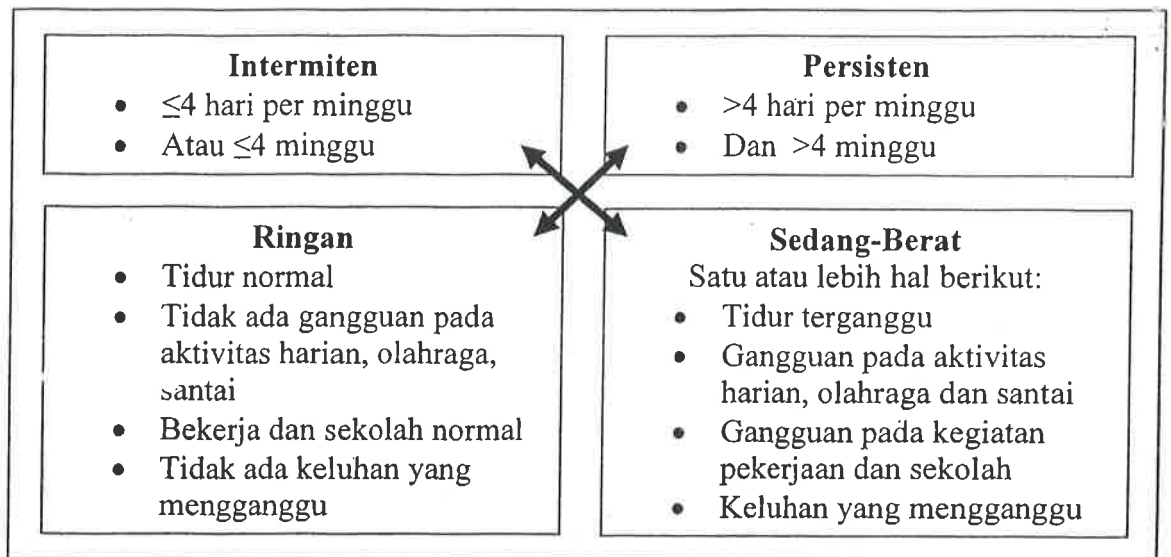 Intermiten
• ≤4 hari per minggu
• Atau ≤4 minggu
Persisten
• >4 hari per minggu
• Dan >4 minggu
Ringan
• Tidur normal
• Tidak ada gangguan pada
aktivitas harian, olahraga,
santai
• Bekerja dan sekolah normal
• Tidak ada keluhan yang
mengganggu
Sedang-Berat
Satu atau lebih hal berikut:
• Tidur terganggu
• Gangguan pada aktivitas
harian, olahraga dan santai
• Gangguan pada kegiatan
pekerjaan dan sekolah
• Keluhan yang mengganggu